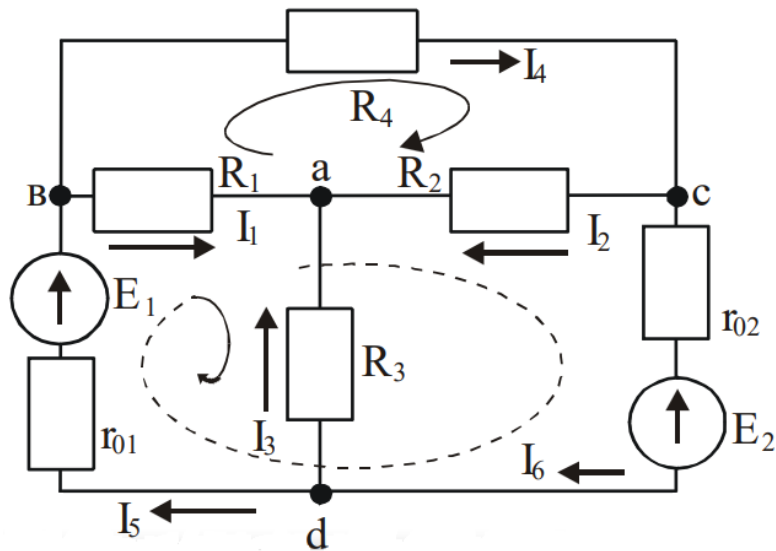 I₄
R₄
в
R₁
a
R₂
c
I₁
I₂
E₁
r₀₂
R₃
r₀₁
I₃
E₂
I₆
I₅
d